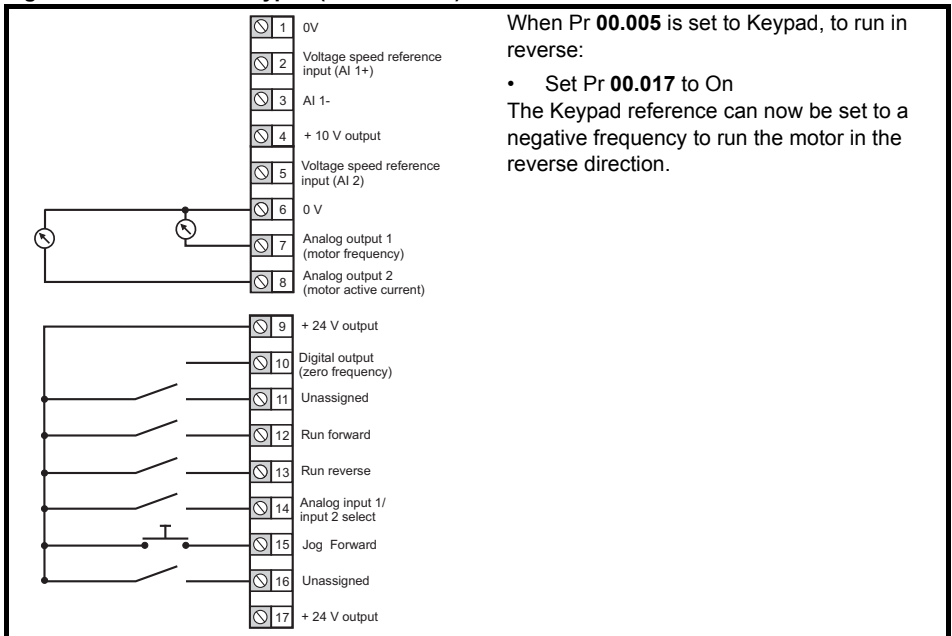 1 0V
2 Voltage speed reference
input (AI 1+)
3 AI 1-
4 + 10 V output
5 Voltage speed reference
input (AI 2)
6 0 V
7 Analog output 1
(motor frequency)
8 Analog output 2
(motor active current)
9 + 24 V output
10 Digital output
(zero frequency)
11 Unassigned
12 Run forward
13 Run reverse
14 Analog input 1/
input 2 select
15 Jog Forward
16 Unassigned
17 + 24 V output
When Pr 00.005 is set to Keypad, to run in
reverse:
• Set Pr 00.017 to On
The Keypad reference can now be set to a
negative frequency to run the motor in the
reverse direction.